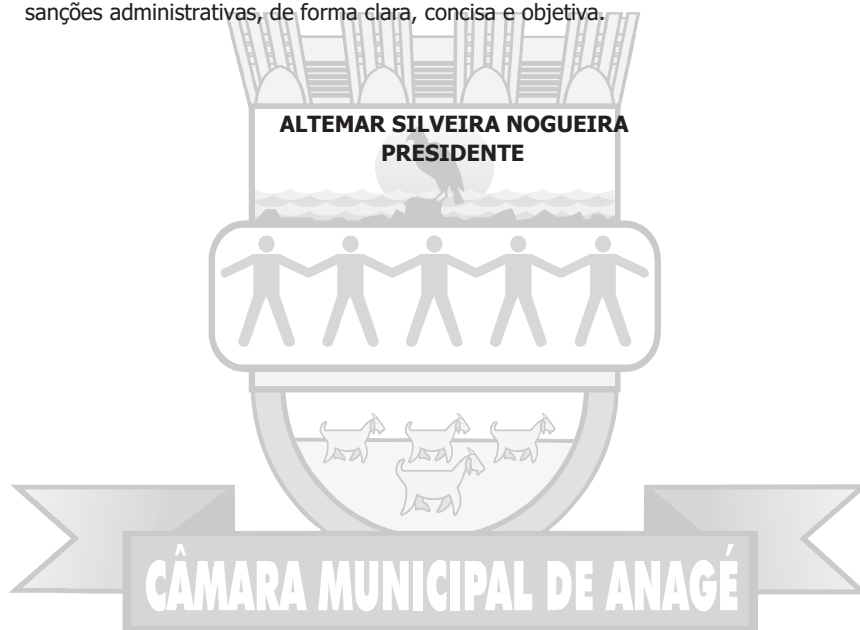 sanções administrativas, de forma clara, concisa e objetiva.
ALTEMAR SILVEIRA NOGUEIRA
PRESIDENTE
CÂMARA MUNICIPAL DE ANAGÉ